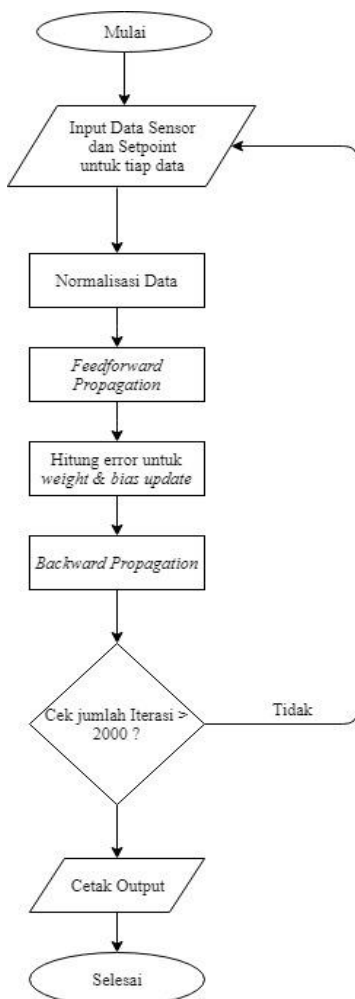 Mulai
Input Data Sensor
dan Setpoint
untuk tiap data
Normalisasi Data
Feedforward
Propagation
Hitung error untuk
weight & bias update
Backward Propagation
Cek jumlah Iterasi >
2000 ?
Tidak
Cetak Output
Selesai